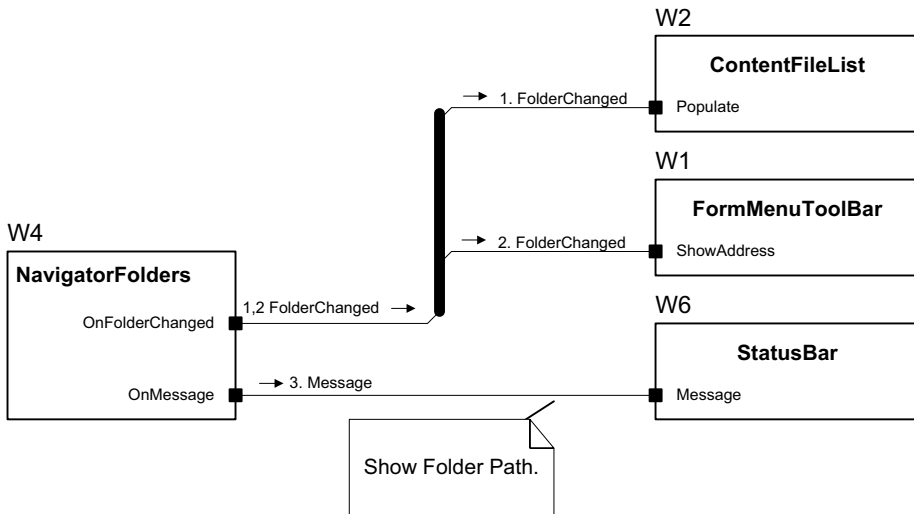 W2
ContentFileList
1. FolderChanged
Populate
W1
FormMenuToolBar
2. FolderChanged
ShowAddress
W4
NavigatorFolders
1,2 FolderChanged
OnFolderChanged
W6
StatusBar
3. Message
OnMessage
Message
Show Folder Path.